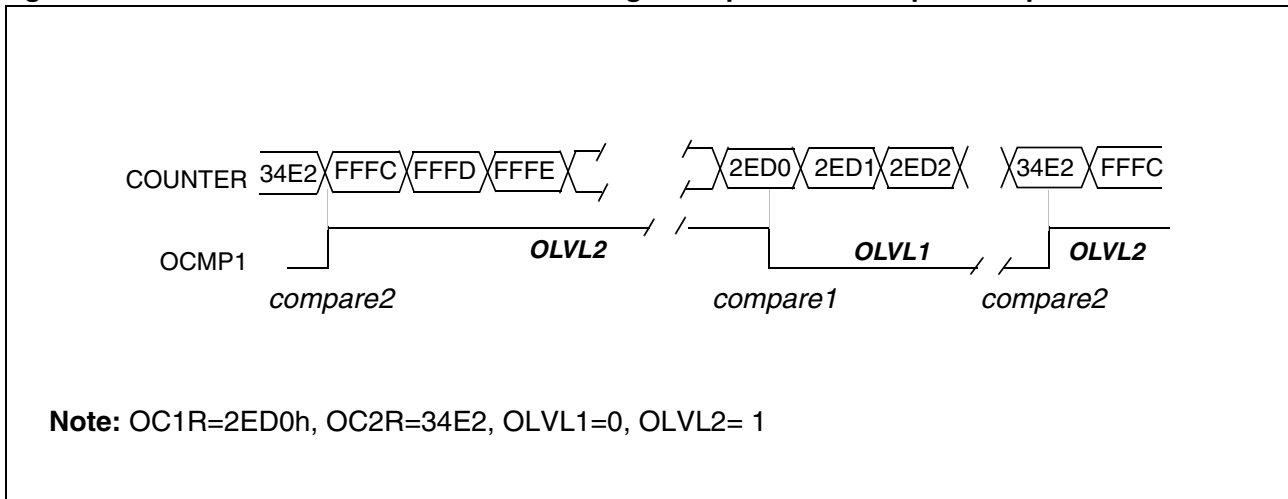 COUNTER 34E2 FFFC FFFD FFFE 2ED0 2ED1 2ED2 34E2 FFFC
OCMP1 OLVL2 OLVL1 OLVL2
compare2 compare1 compare2
Note: OC1R=2ED0h, OC2R=34E2, OLVL1=0, OLVL2= 1